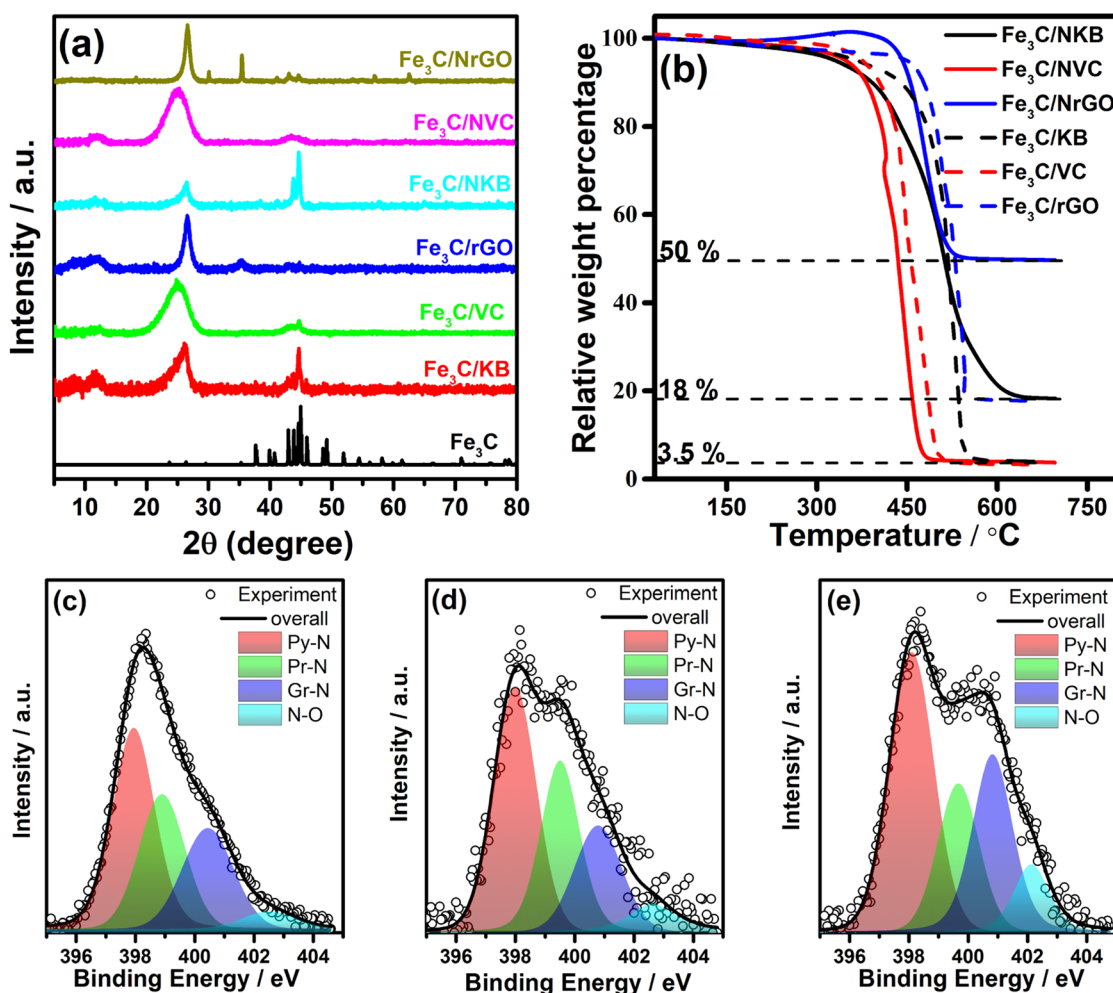 (a)
Fe₃C/NrGO
Fe₃C/NVC
Fe₃C/NKB
Fe₃C/rGO
Fe₃C/VC
Fe₃C/KB
Fe₃C
Intensity / a.u.
10 20 30 40 50 60 70 80
2θ (degree)
(b)
Fe₃C/NKB
Fe₃C/NVC
Fe₃C/NrGO
Fe₃C/KB
Fe₃C/VC
Fe₃C/rGO
100
80
60
40
20
0
50 %
18 %
3.5 %
Relative weight percentage
150 300 450 600 750
Temperature / °C
(c)
Experiment
overall
Py-N
Pr-N
Gr-N
N-O
Intensity / a.u.
396 398 400 402 404
Binding Energy / eV
(d)
Experiment
overall
Py-N
Pr-N
Gr-N
N-O
Intensity / a.u.
396 398 400 402 404
Binding Energy / eV
(e)
Experiment
overall
Py-N
Pr-N
Gr-N
N-O
Intensity / a.u.
396 398 400 402 404
Binding Energy / eV